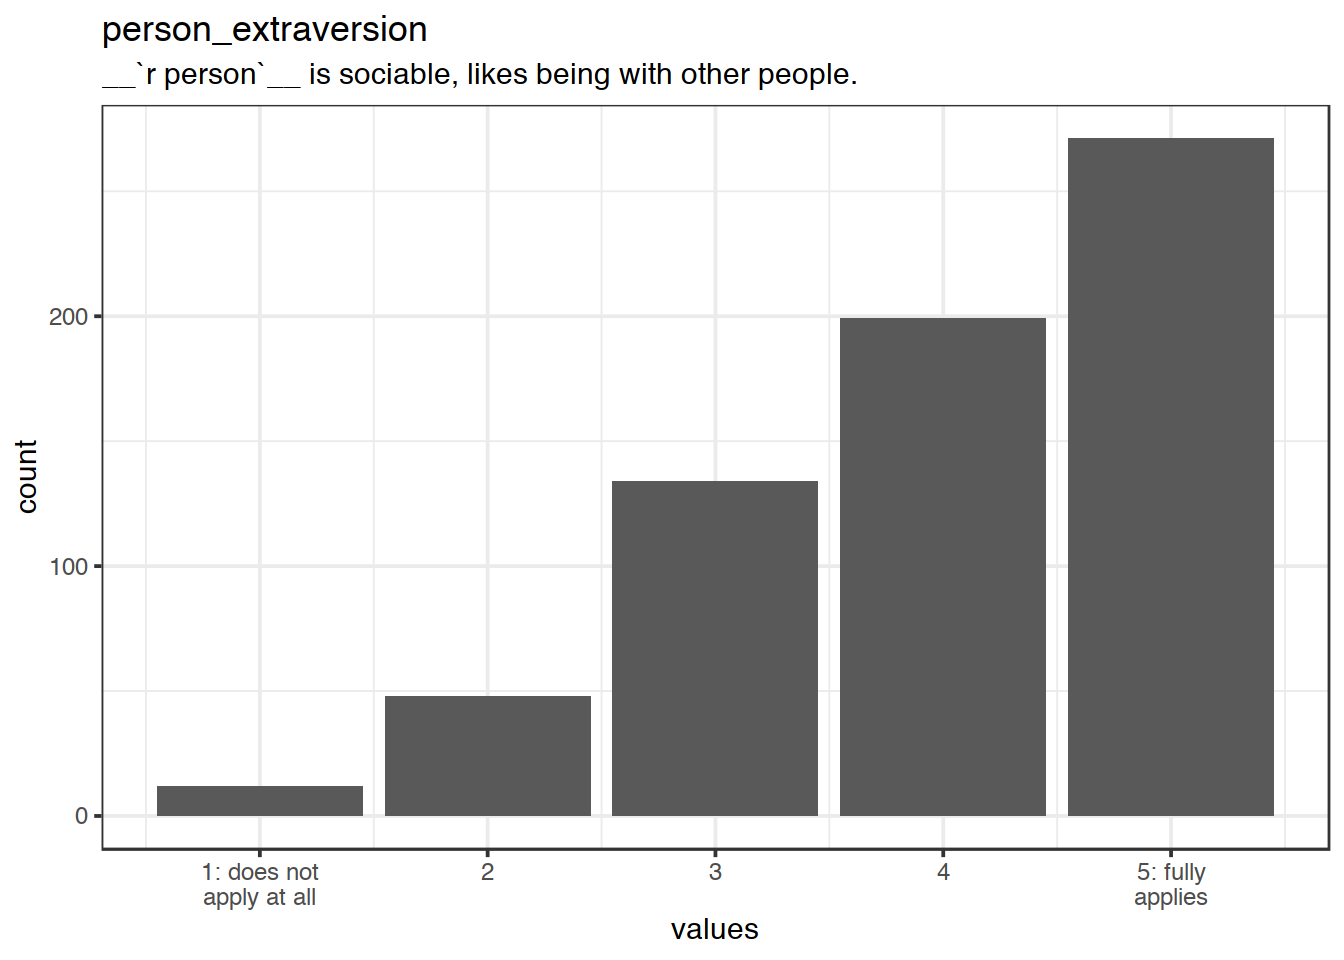 person_extraversion
__`r person`__ is sociable, likes being with other people.
count
200
100
0
1: does not
apply at all
2
3
4
5: fully
applies
values